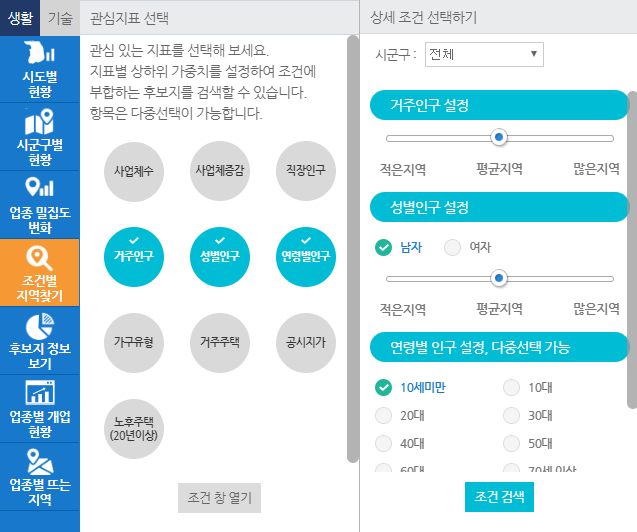 생활
기술
시도별
현황
시군구별
현황
업종 밀집도
변화
조건별
지역찾기
후보지 정보
보기
업종별 개업
현황
업종별 뜨는
지역
관심지표 선택
관심 있는 지표를 선택해 보세요.
지표별 상하위 가중치를 설정하여 조건에
부합하는 후보지를 검색할 수 있습니다.
항목은 다중선택이 가능합니다.
사업체수
사업체증감
직장인구
거주인구
성별인구
연령별인구
가구유형
거주주택
공시지가
노후주택
(20년이상)
조건 창 열기
상세 조건 선택하기
시군구 : 전체
거주인구 설정
적은지역 평균지역 많은지역
성별인구 설정
남자 여자
적은지역 평균지역 많은지역
연령별 인구 설정, 다중선택 가능
10세미만 10대
20대 30대
40대 50대
60대 70세 이상
조건 검색